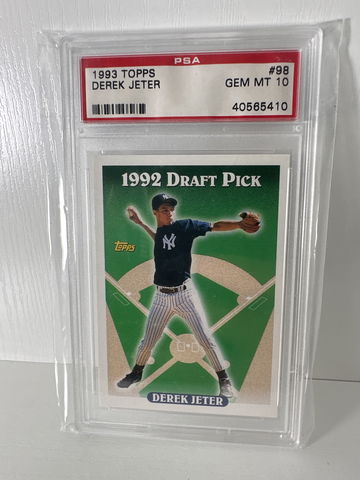 PSA
1993 TOPPS #98
DEREK JETER GEM MT 10
40565410
1992 DRAFT PICK
NY
Topps
DEREK JETER